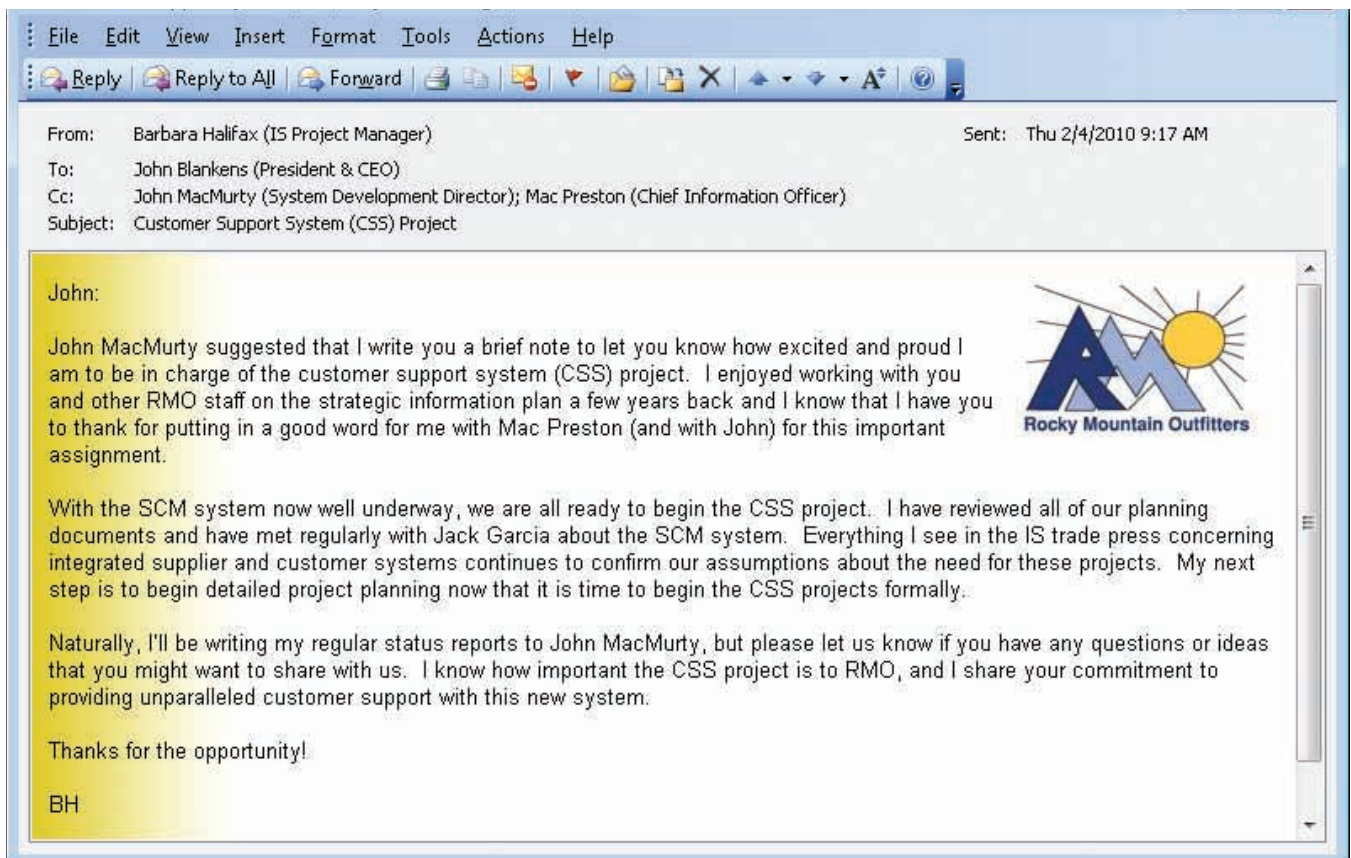 File Edit View Insert Format Tools Actions Help
Reply Reply to All Forward A
From: Barbara Halifax (IS Project Manager) Sent: Thu 2/4/2010 9:17 AM
To: John Blankens (President & CEO)
Cc: John MacMurty (System Development Director); Mac Preston (Chief Information Officer)
Subject: Customer Support System (CSS) Project
John:
John MacMurty suggested that I write you a brief note to let you know how excited and proud I
am to be in charge of the customer support system (CSS) project. I enjoyed working with you
and other RMO staff on the strategic information plan a few years back and I know that I have you
to thank for putting in a good word for me with Mac Preston (and with John) for this important
assignment.
RM
Rocky Mountain Outfitters
With the SCM system now well underway, we are all ready to begin the CSS project. I have reviewed all of our planning
documents and have met regularly with Jack Garcia about the SCM system. Everything I see in the IS trade press concerning
integrated supplier and customer systems continues to confirm our assumptions about the need for these projects. My next
step is to begin detailed project planning now that it is time to begin the CSS projects formally.
Naturally, I'll be writing my regular status reports to John MacMurty, but please let us know if you have any questions or ideas
that you might want to share with us. I know how important the CSS project is to RMO, and I share your commitment to
providing unparalleled customer support with this new system.
Thanks for the opportunity!
BH